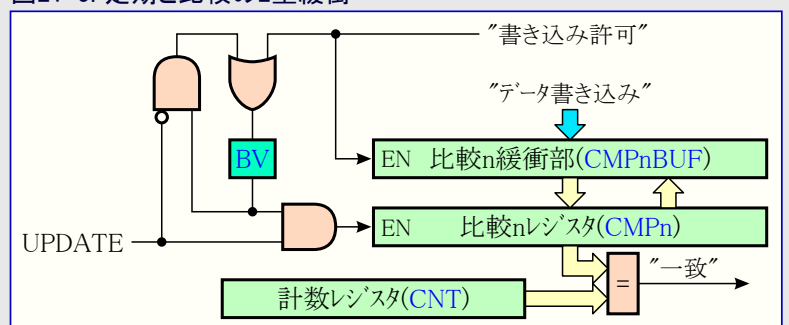 "書き込み許可"
"データ書き込み"
BV
EN 比較n緩衝部(CMPnBUF)
EN 比較nレジスタ(CMPn)
UPDATE
"一致"
=
計数レジスタ(CNT)